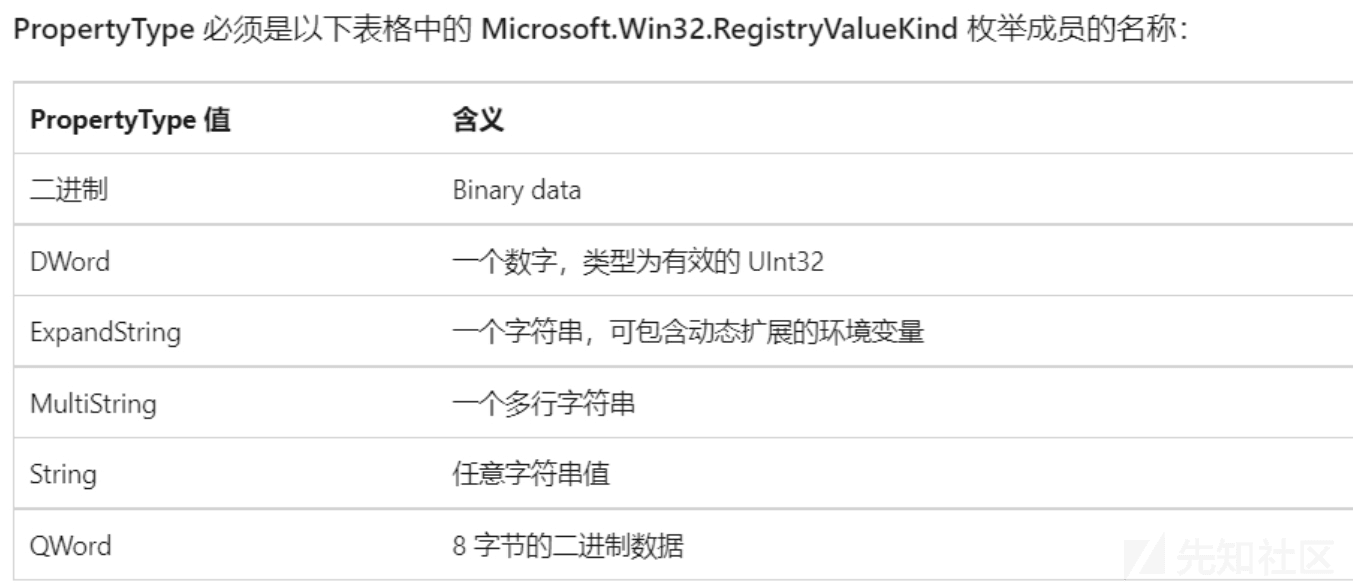 PropertyType 必须是以下表格中的 Microsoft.Win32.RegistryValueKind 枚举成员的名称：
PropertyType 值 含义
二进制 Binary data
DWord 一个数字，类型为有效的 UInt32
ExpandString 一个字符串，可包含动态扩展的环境变量
MultiString 一个多行字符串
String 任意字符串值
QWord 8 字节的二进制数据
先知社区